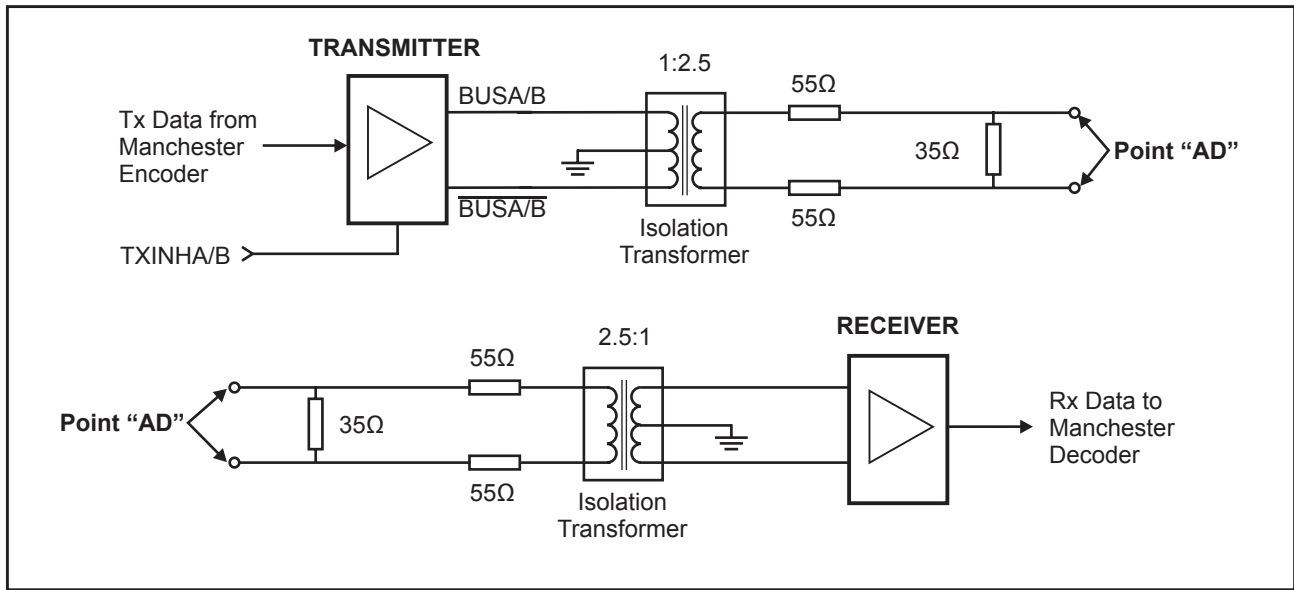 TRANSMITTER
1:2.5
BUSA/B
55Ω
Tx Data from
Manchester
Encoder
35Ω
Point “AD”
BUSA/B
55Ω
Isolation
Transformer
TXINHA/B
RECEIVER
2.5:1
55Ω
Point “AD”
35Ω
Rx Data to
Manchester
Decoder
55Ω
Isolation
Transformer